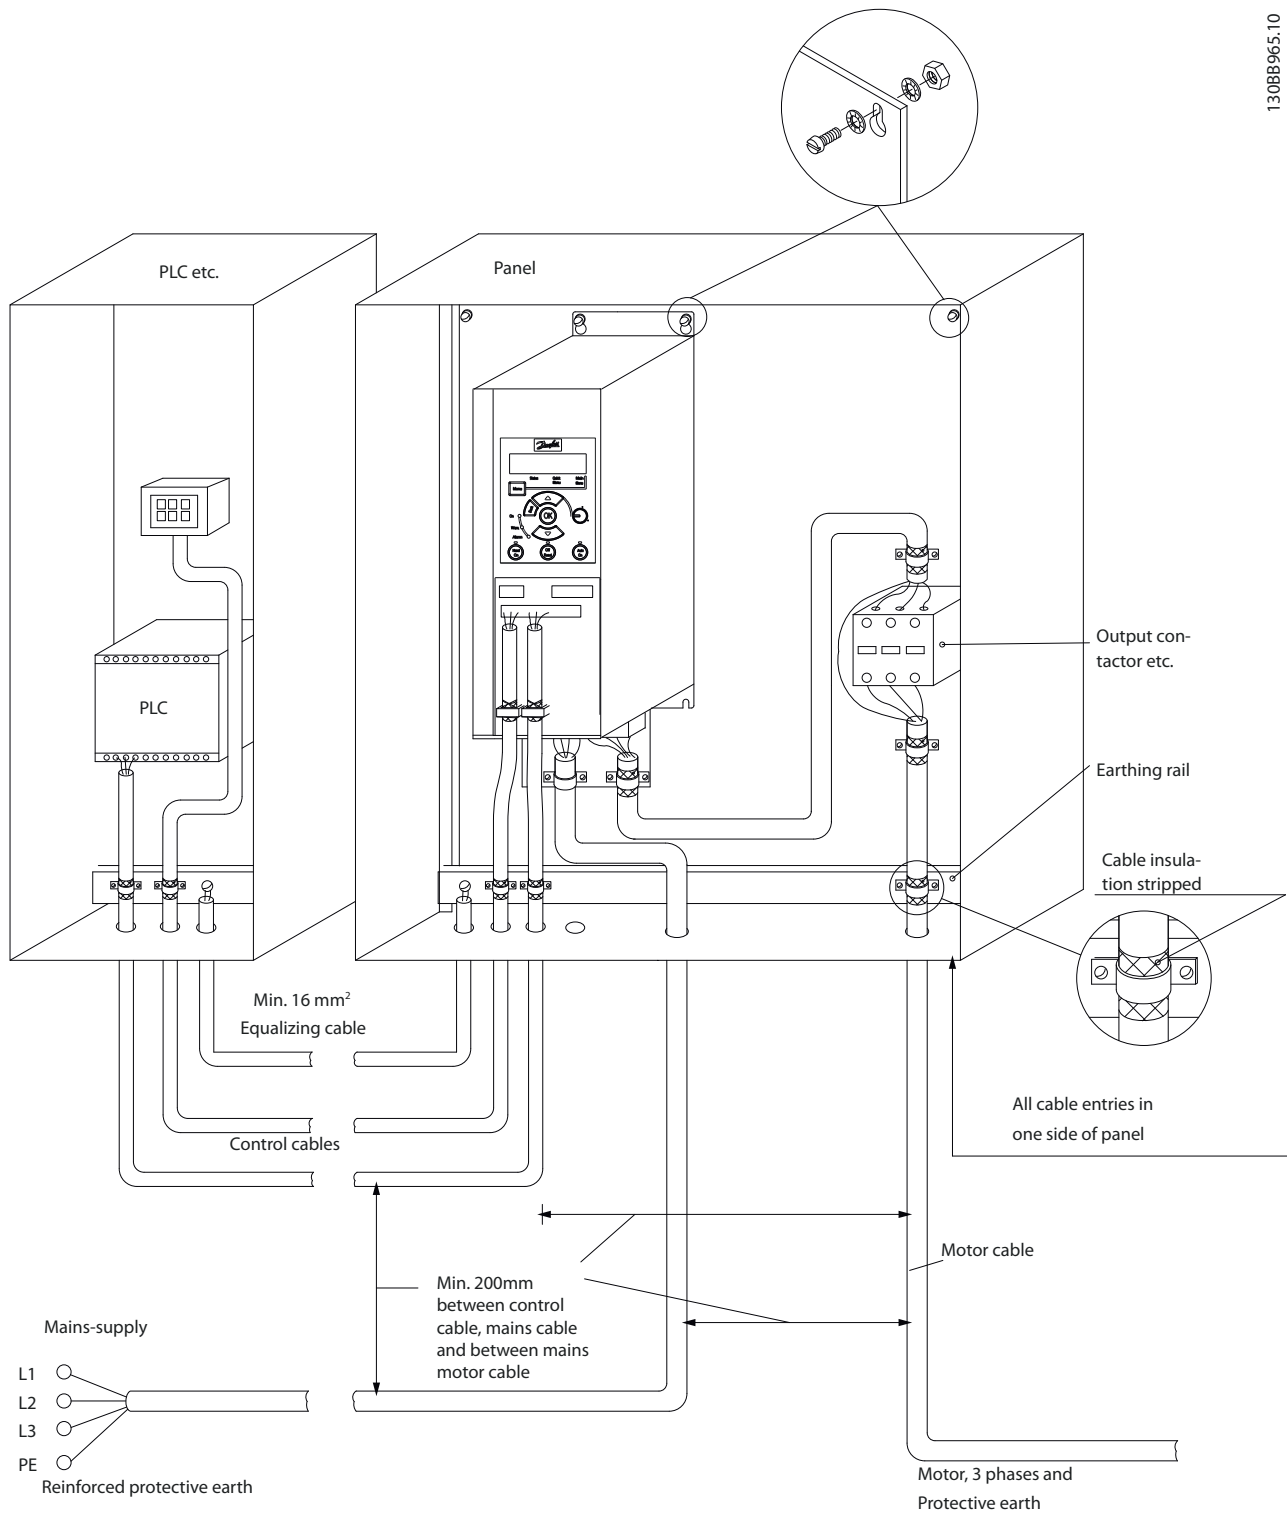 130BB965.10
PLC etc.
Panel
Danfoss
Menu
OK
PLC
Output con-
tactor etc.
Earthing rail
Cable insula-
tion stripped
Min. 16 mm²
Equalizing cable
Control cables
All cable entries in
one side of panel
Motor cable
Min. 200mm
between control
cable, mains cable
and between mains
motor cable
Mains-supply
L1
L2
L3
PE
Reinforced protective earth
Motor, 3 phases and
Protective earth